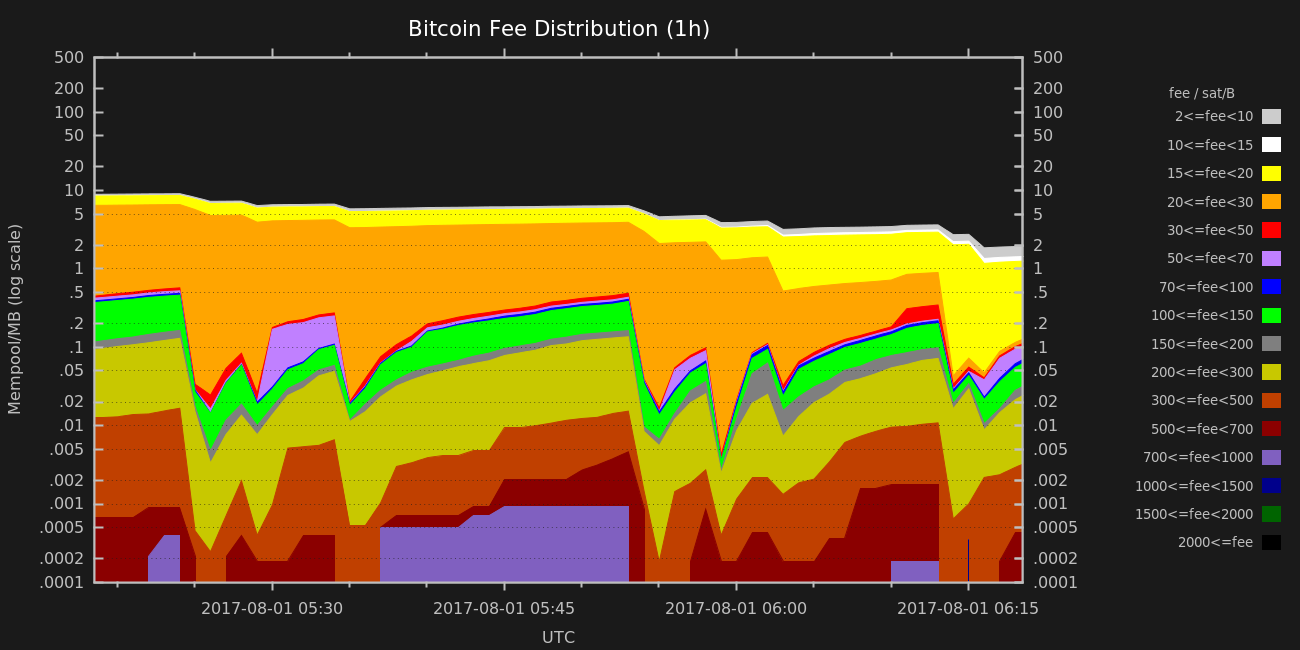 Bitcoin Fee Distribution (1h)
Mempool/MB (log scale)
500
200
100
50
20
10
5
2
1
.5
.2
.1
.05
.02
.01
.005
.002
.001
.0005
.0002
.0001
500
200
100
50
20
10
5
2
1
.5
.2
.1
.05
.02
.01
.005
.002
.001
.0005
.0002
.0001
2017-08-01 05:30
2017-08-01 05:45
2017-08-01 06:00
2017-08-01 06:15
UTC
fee / sat/B
2<=fee<10
10<=fee<15
15<=fee<20
20<=fee<30
30<=fee<50
50<=fee<70
70<=fee<100
100<=fee<150
150<=fee<200
200<=fee<300
300<=fee<500
500<=fee<700
700<=fee<1000
1000<=fee<1500
1500<=fee<2000
2000<=fee